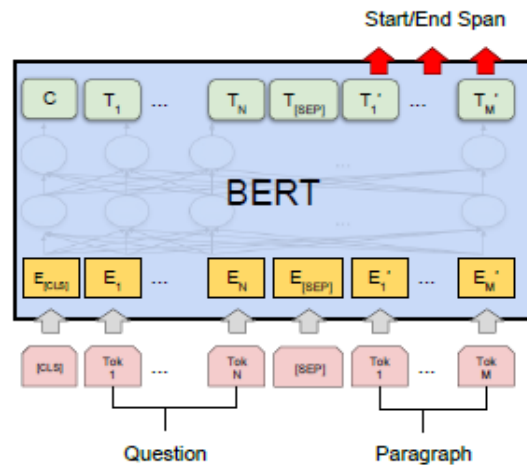 Start/End Span
C T1 ... TN T[SEP] T1' ... TM'
...
BERT
...
E[CLS] E1 ... EN E[SEP] E1' ... EM'
[CLS] Tok 1 ... Tok N [SEP] Tok 1 ... Tok M
Question Paragraph